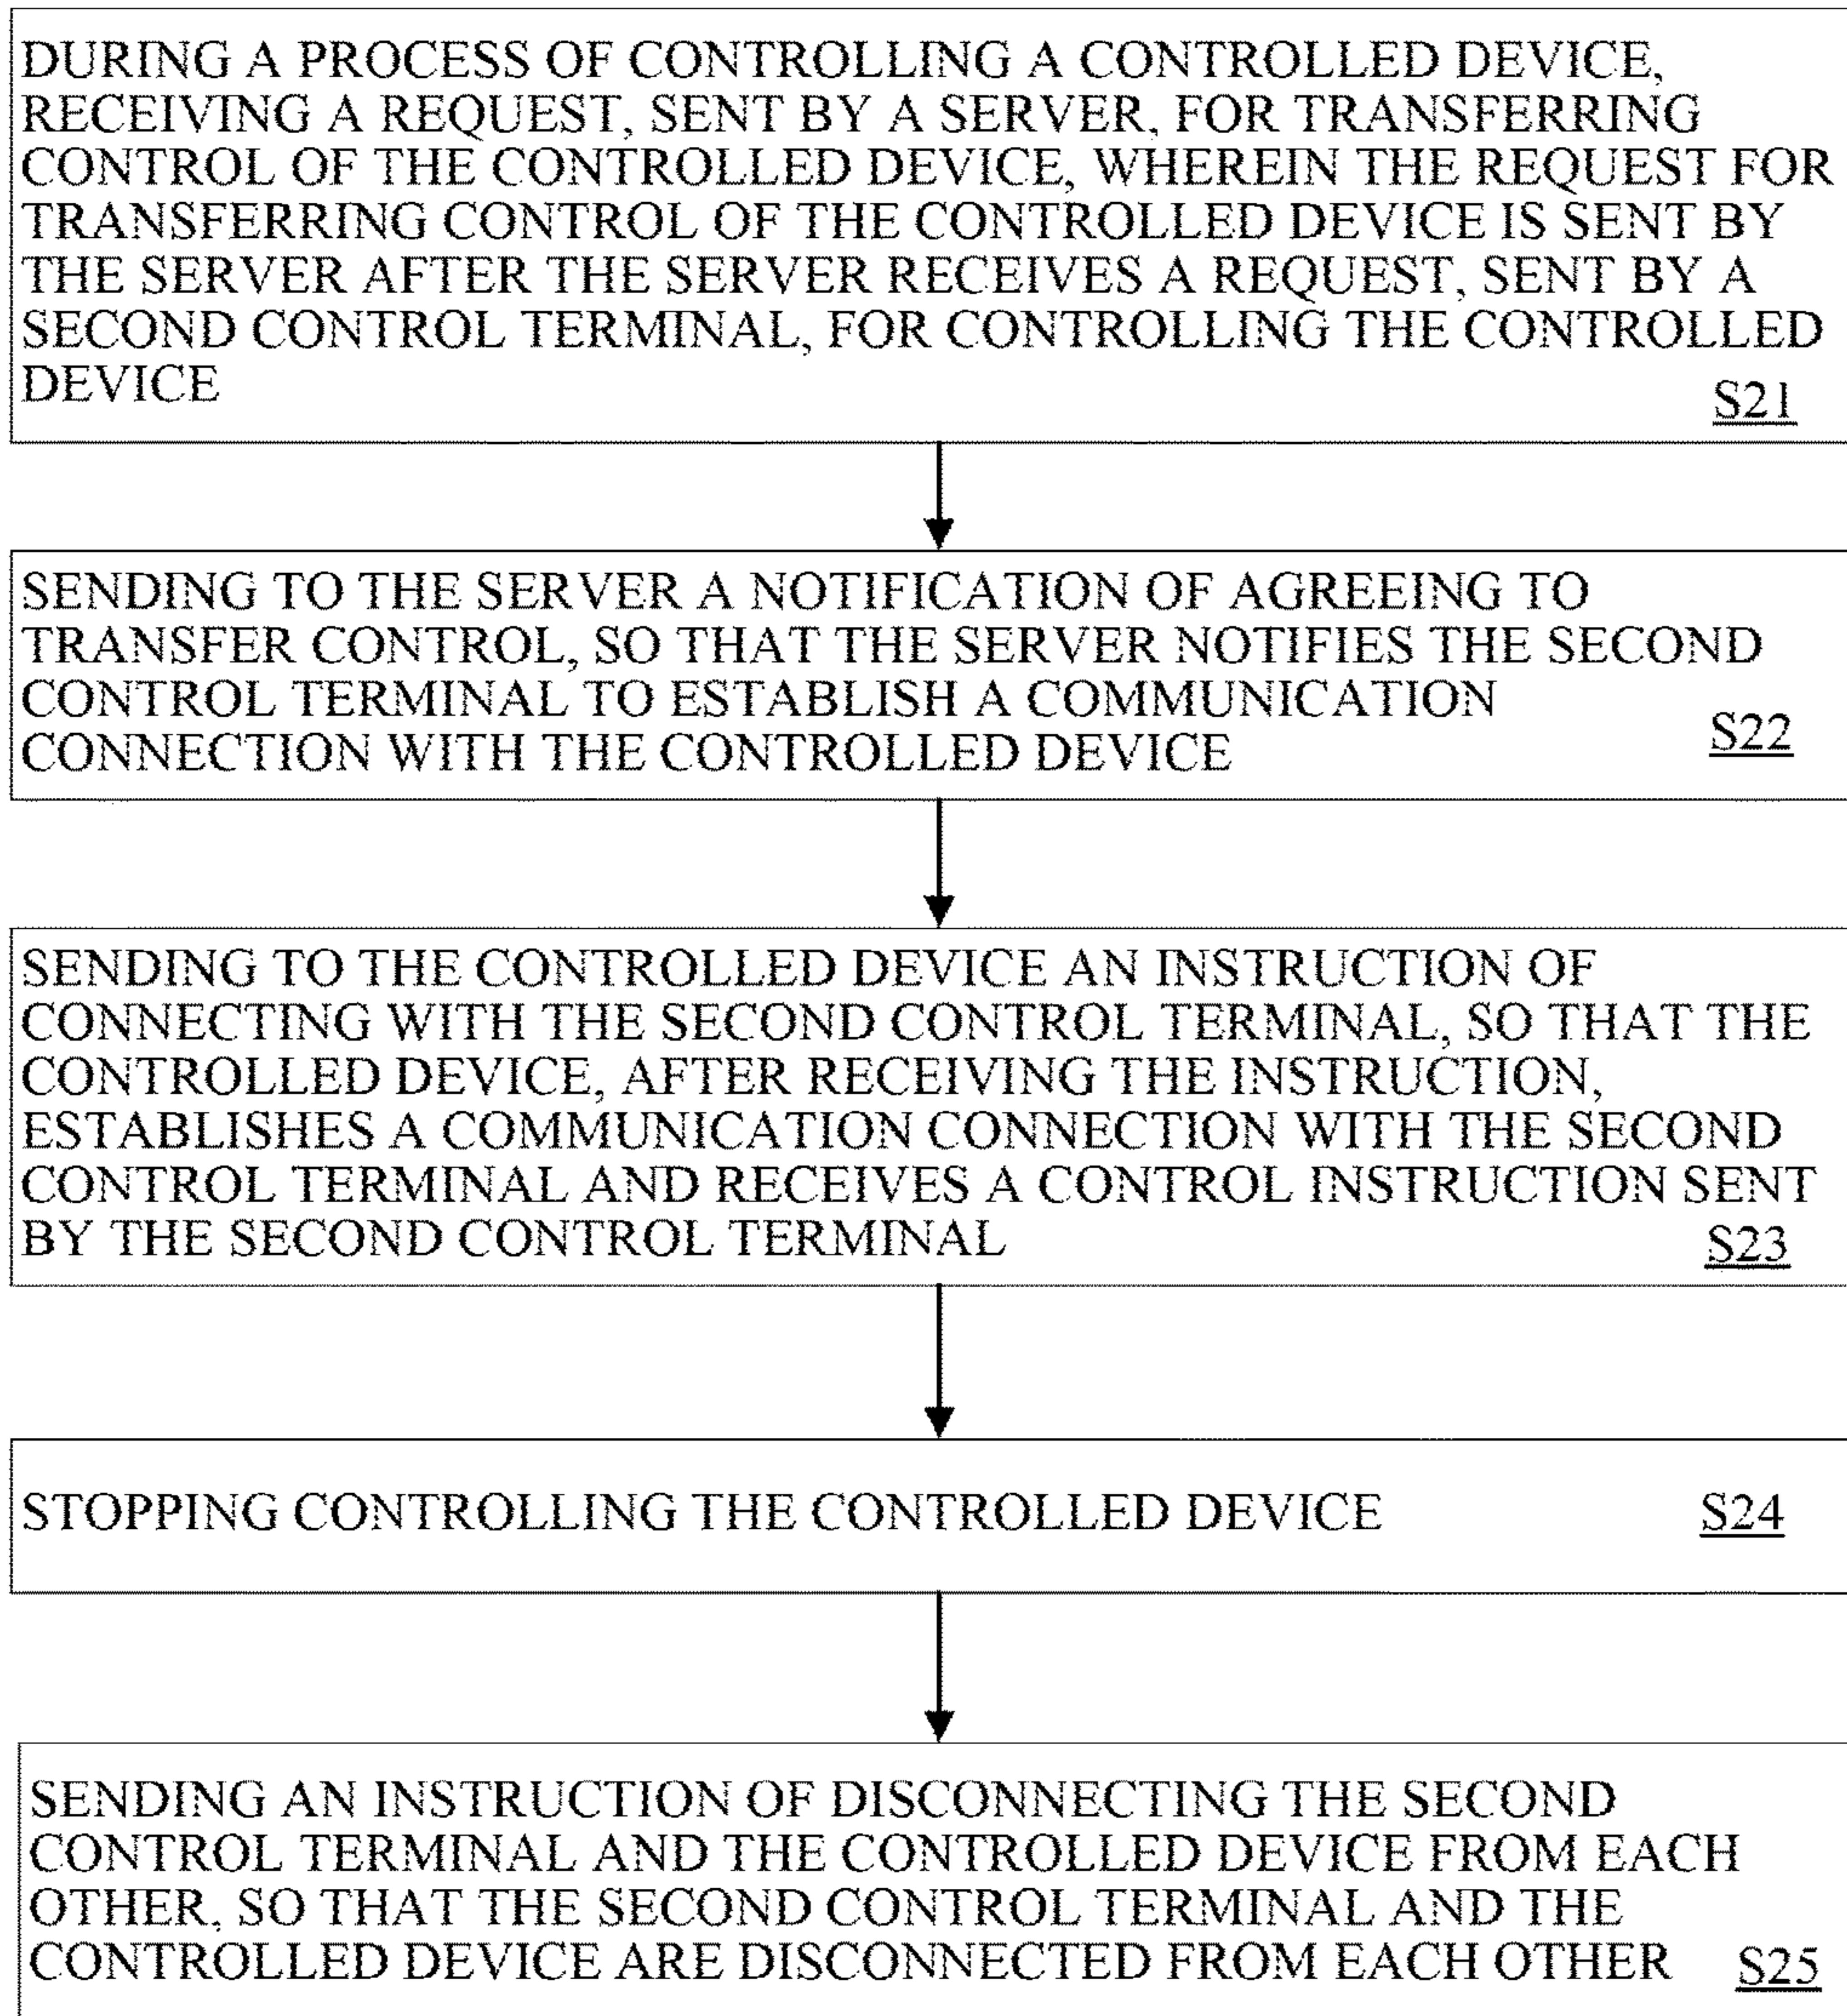 DURING A PROCESS OF CONTROLLING A CONTROLLED DEVICE,
RECEIVING A REQUEST, SENT BY A SERVER, FOR TRANSFERRING
CONTROL OF THE CONTROLLED DEVICE, WHEREIN THE REQUEST FOR
TRANSFERRING CONTROL OF THE CONTROLLED DEVICE IS SENT BY
THE SERVER AFTER THE SERVER RECEIVES A REQUEST, SENT BY A
SECOND CONTROL TERMINAL, FOR CONTROLLING THE CONTROLLED
DEVICE
S21
SENDING TO THE SERVER A NOTIFICATION OF AGREEING TO
TRANSFER CONTROL, SO THAT THE SERVER NOTIFIES THE SECOND
CONTROL TERMINAL TO ESTABLISH A COMMUNICATION
CONNECTION WITH THE CONTROLLED DEVICE
S22
SENDING TO THE CONTROLLED DEVICE AN INSTRUCTION OF
CONNECTING WITH THE SECOND CONTROL TERMINAL, SO THAT THE
CONTROLLED DEVICE, AFTER RECEIVING THE INSTRUCTION,
ESTABLISHES A COMMUNICATION CONNECTION WITH THE SECOND
CONTROL TERMINAL AND RECEIVES A CONTROL INSTRUCTION SENT
BY THE SECOND CONTROL TERMINAL
S23
STOPPING CONTROLLING THE CONTROLLED DEVICE S24
SENDING AN INSTRUCTION OF DISCONNECTING THE SECOND
CONTROL TERMINAL AND THE CONTROLLED DEVICE FROM EACH
OTHER, SO THAT THE SECOND CONTROL TERMINAL AND THE
CONTROLLED DEVICE ARE DISCONNECTED FROM EACH OTHER S25